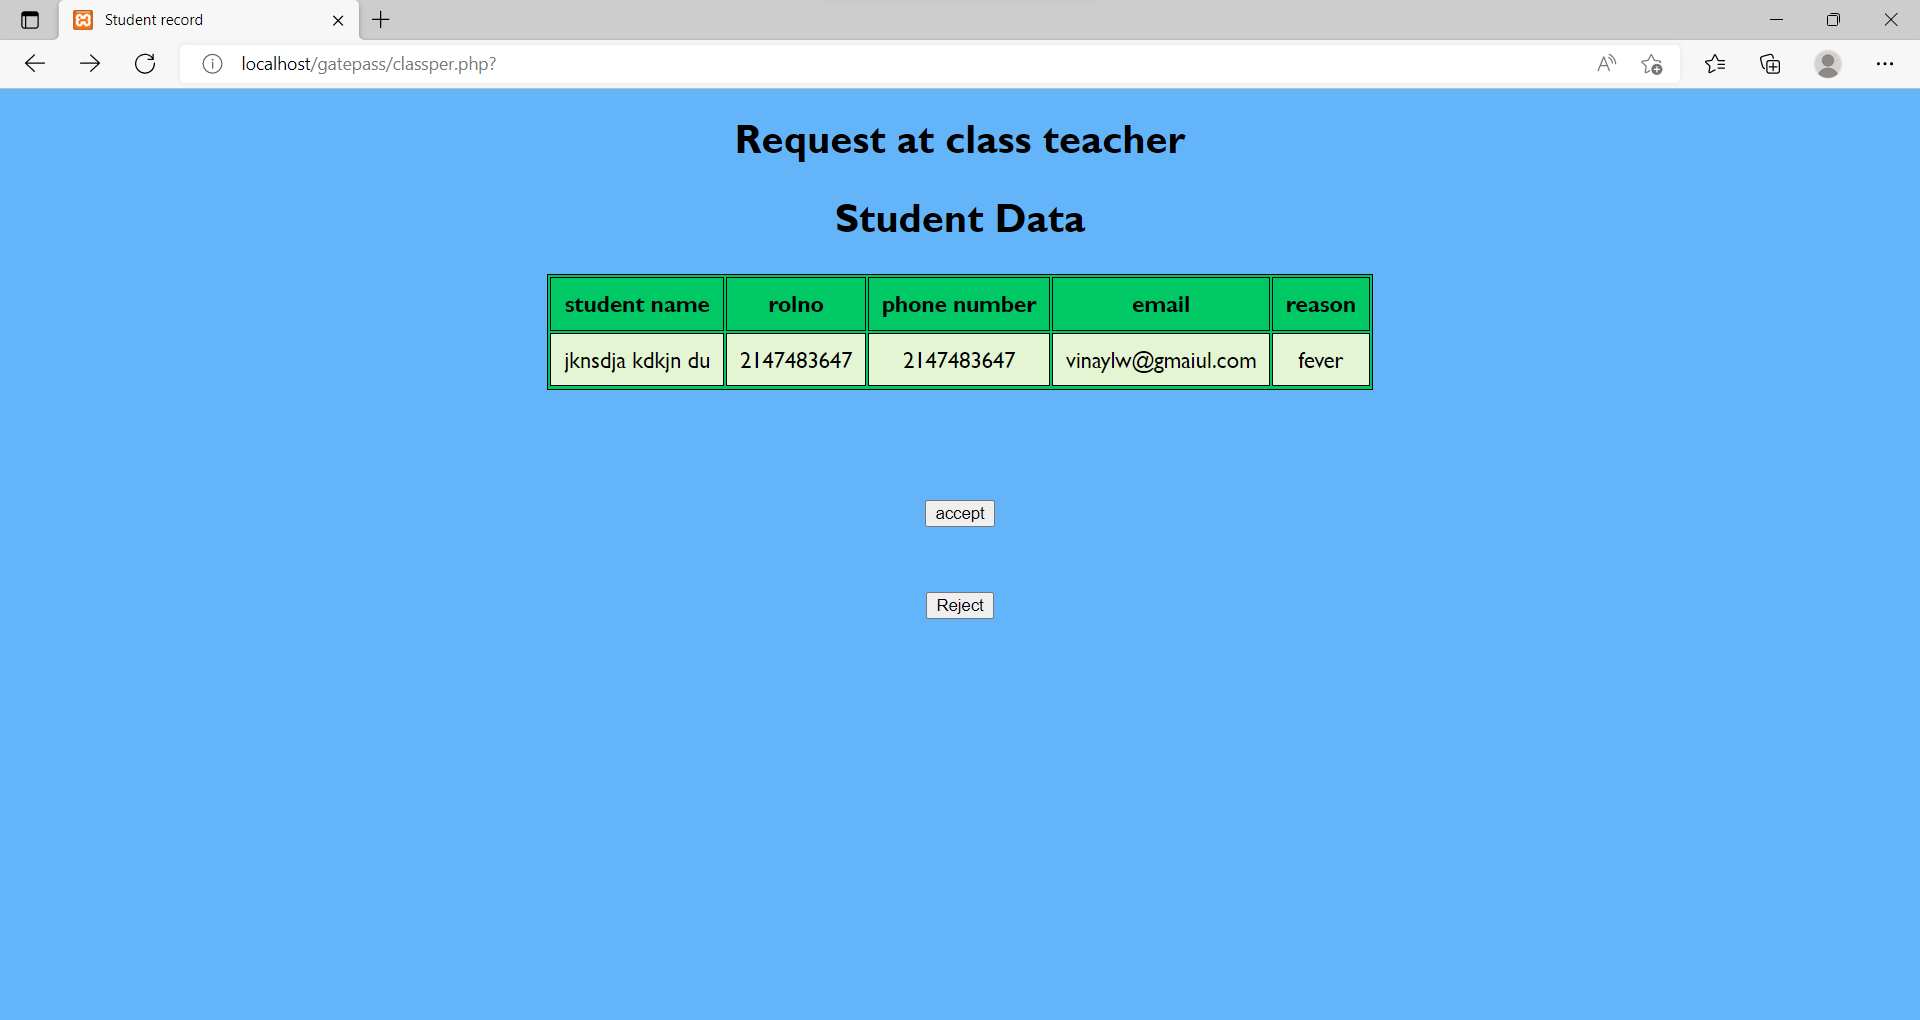 Student record
localhost/gatepass/classper.php?
Request at class teacher
Student Data
student name rolno phone number email reason
jknsdja kdkjn du 2147483647 2147483647 vinaylw@gmaiul.com fever
accept
Reject